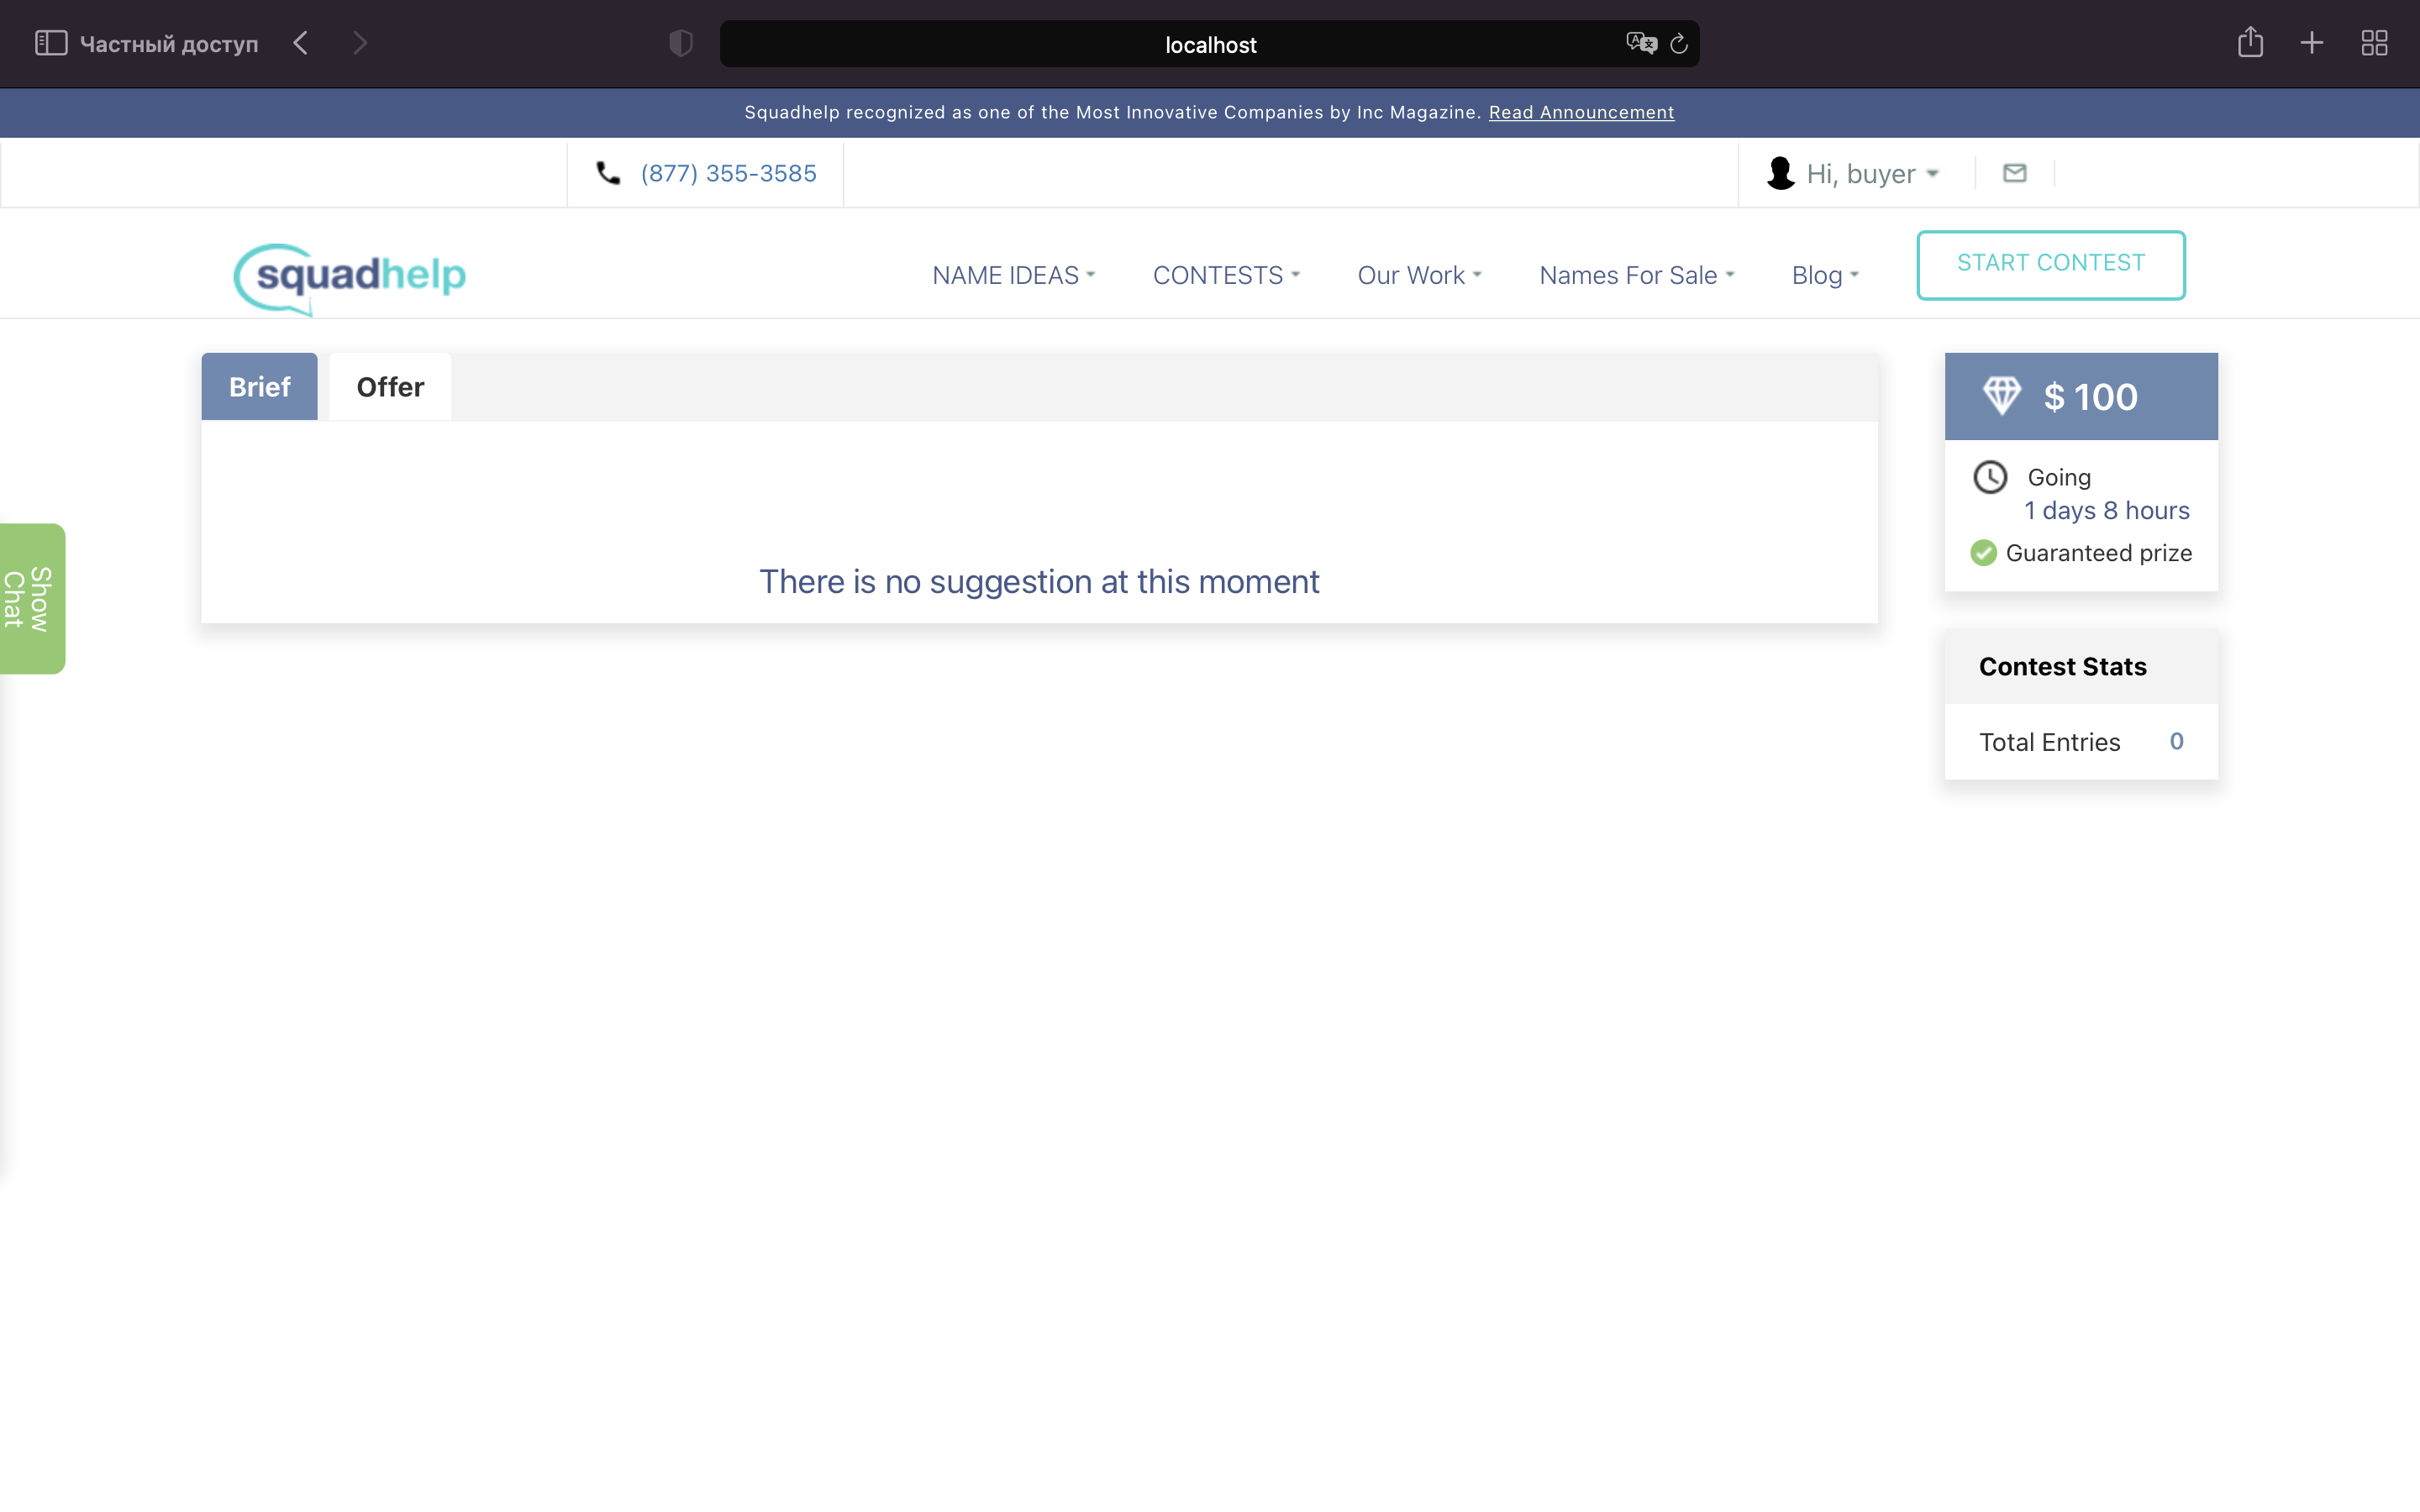 Частный доступ
localhost
Squadhelp recognized as one of the Most Innovative Companies by Inc Magazine. Read Announcement
(877) 355-3585
Hi, buyer
squadhelp
NAME IDEAS
CONTESTS
Our Work
Names For Sale
Blog
START CONTEST
Brief
Offer
$ 100
Going
1 days 8 hours
Guaranteed prize
There is no suggestion at this moment
Show
Chat
Contest Stats
Total Entries 0